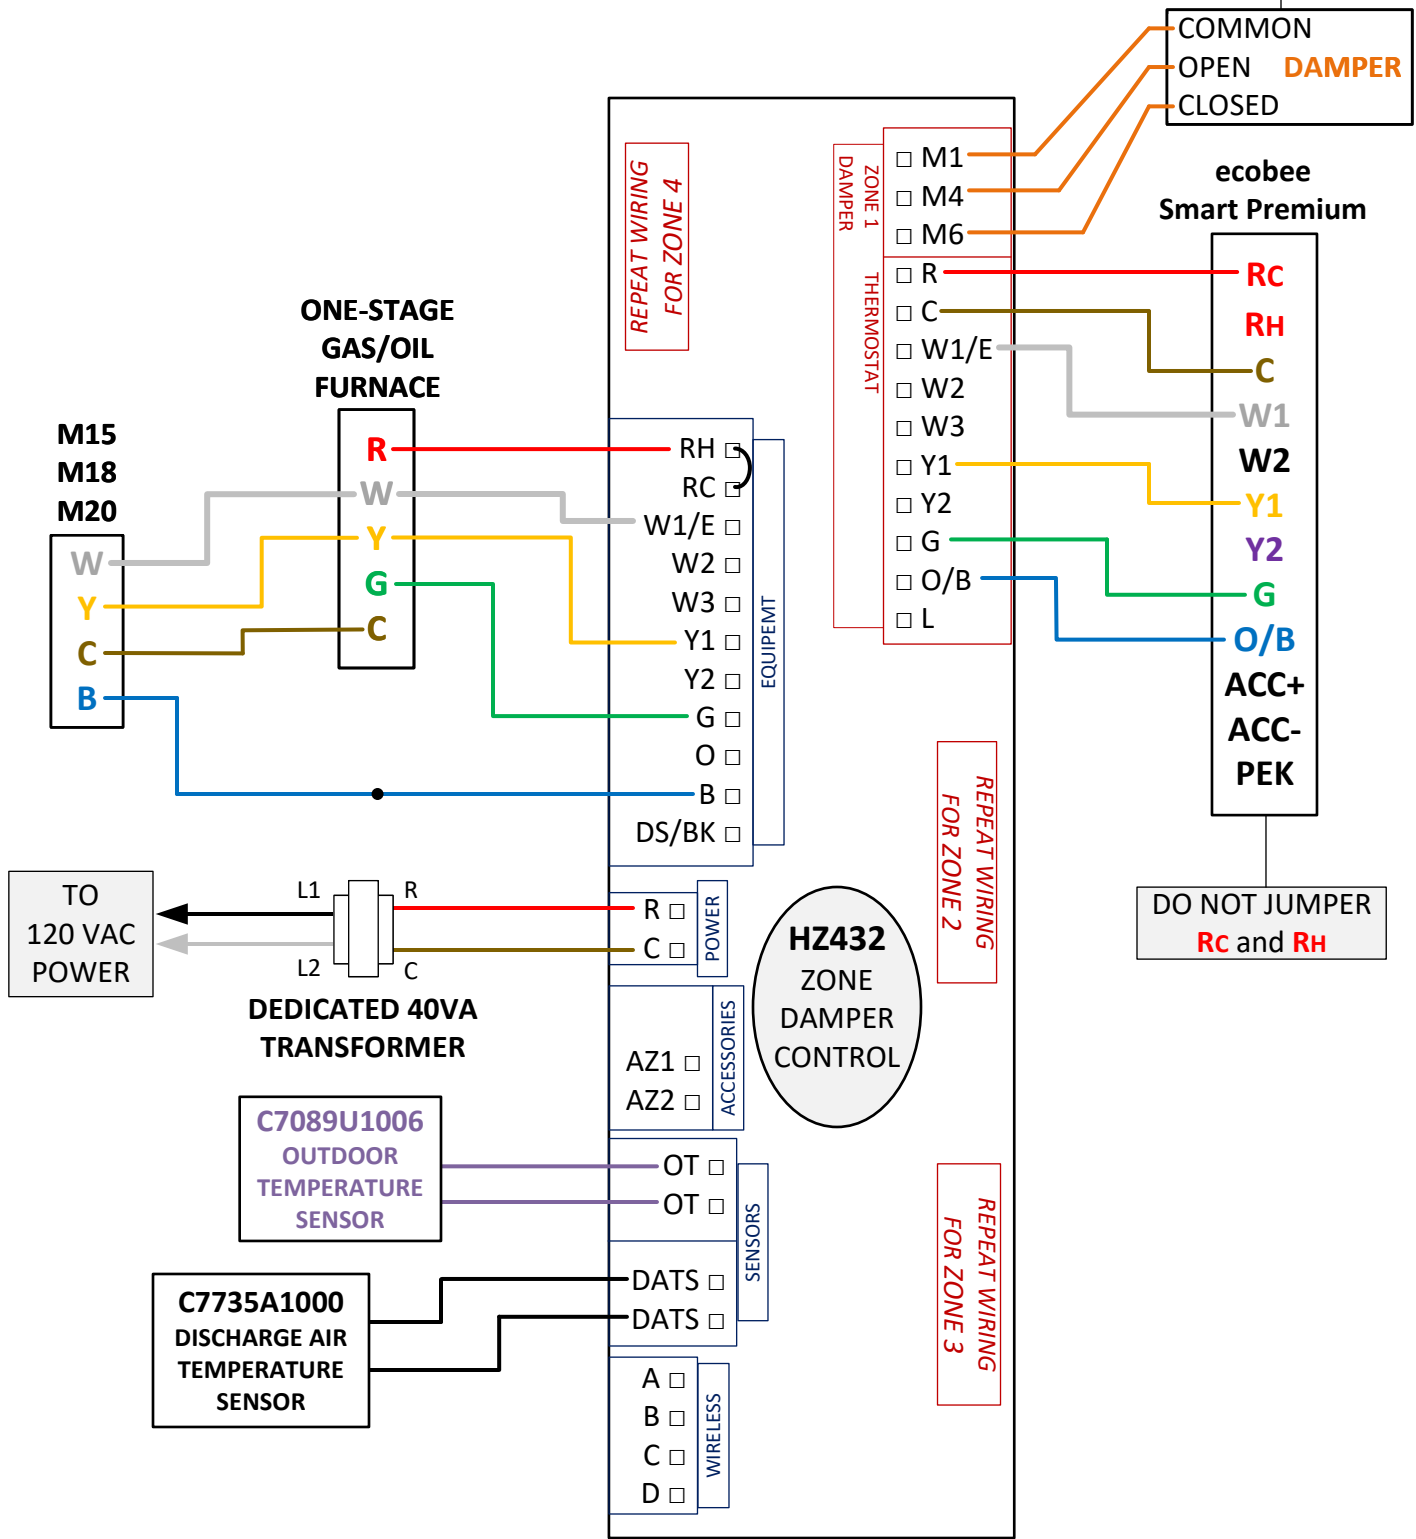 COMMON
OPEN DAMPER
CLOSED
ecobee
Smart Premium
RC
RH
C
W1
W2
Y1
Y2
G
O/B
ACC+
ACC-
PEK
DO NOT JUMPER
RC and RH
ZONE 1
DAMPER
M1
M4
M6
THERMOSTAT
R
C
W1/E
W2
W3
Y1
Y2
G
O/B
L
REPEAT WIRING
FOR ZONE 4
ONE-STAGE
GAS/OIL
FURNACE
R
W
Y
G
C
M15
M18
M20
W
Y
C
B
RH
RC
W1/E
W2
W3
Y1
Y2
G
O
B
DS/BK
EQUIPEMT
REPEAT WIRING
FOR ZONE 2
TO
120 VAC
POWER
L1
L2
R
C
DEDICATED 40VA
TRANSFORMER
R
C
POWER
HZ432
ZONE
DAMPER
CONTROL
AZ1
AZ2
ACCESSORIES
C7089U1006
OUTDOOR
TEMPERATURE
SENSOR
OT
OT
DATS
DATS
SENSORS
C7735A1000
DISCHARGE AIR
TEMPERATURE
SENSOR
REPEAT WIRING
FOR ZONE 3
A
B
C
D
WIRELESS